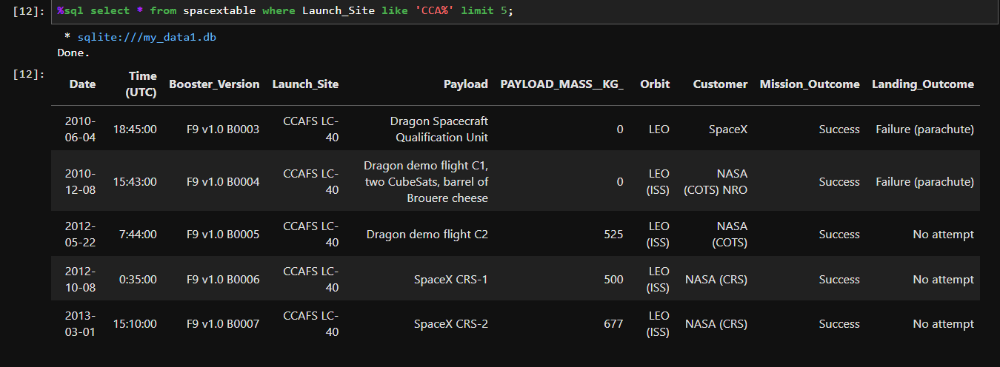 [12]: %sql select * from spacextable where Launch_Site like 'CCA%' limit 5;
* sqlite:///my_data1.db
Done.
[12]:
Date Time (UTC) Booster_Version Launch_Site Payload PAYLOAD_MASS__KG_ Orbit Customer Mission_Outcome Landing_Outcome
2010-06-04 18:45:00 F9 v1.0 B0003 CCAFS LC-40 Dragon Spacecraft Qualification Unit 0 LEO SpaceX Success Failure (parachute)
2010-12-08 15:43:00 F9 v1.0 B0004 CCAFS LC-40 Dragon demo flight C1, two CubeSats, barrel of Brouere cheese 0 LEO (ISS) NASA (COTS) NRO Success Failure (parachute)
2012-05-22 7:44:00 F9 v1.0 B0005 CCAFS LC-40 Dragon demo flight C2 525 LEO (ISS) NASA (COTS) Success No attempt
2012-10-08 0:35:00 F9 v1.0 B0006 CCAFS LC-40 SpaceX CRS-1 500 LEO (ISS) NASA (CRS) Success No attempt
2013-03-01 15:10:00 F9 v1.0 B0007 CCAFS LC-40 SpaceX CRS-2 677 LEO (ISS) NASA (CRS) Success No attempt